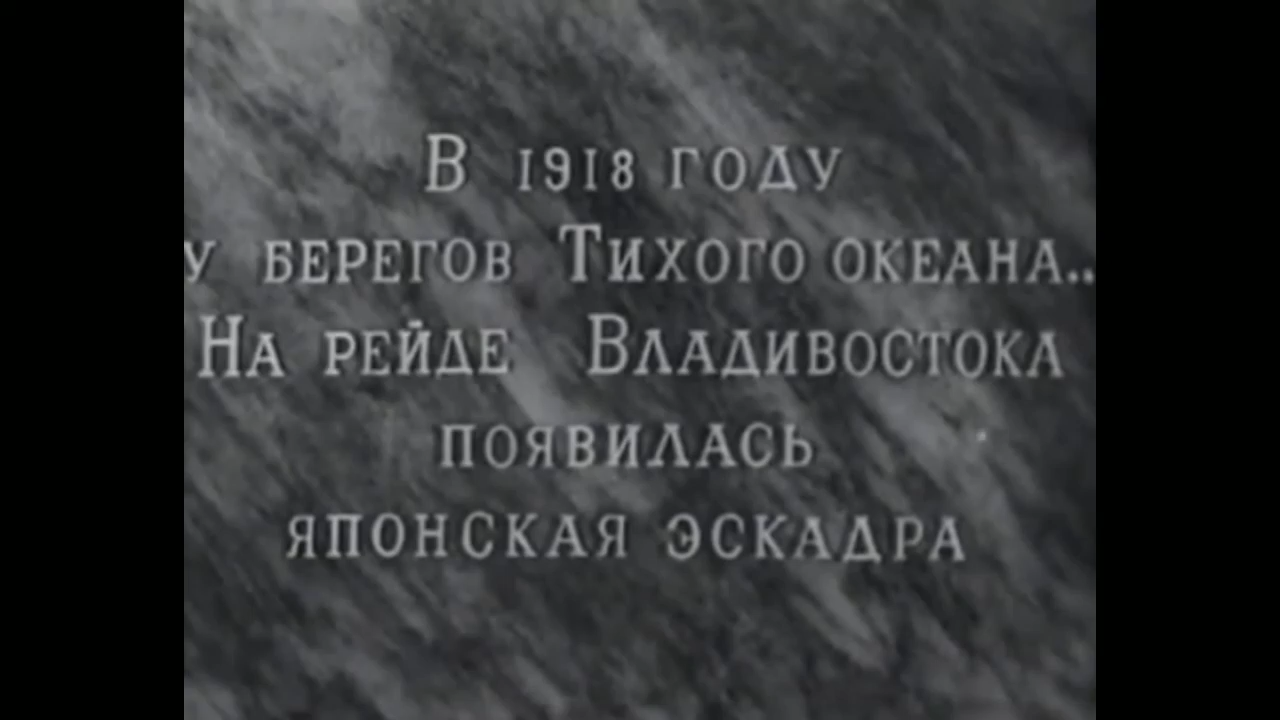 В 1918 году
у берегов Тихого океана..
На рейде Владивостока
появилась
японская эскадра